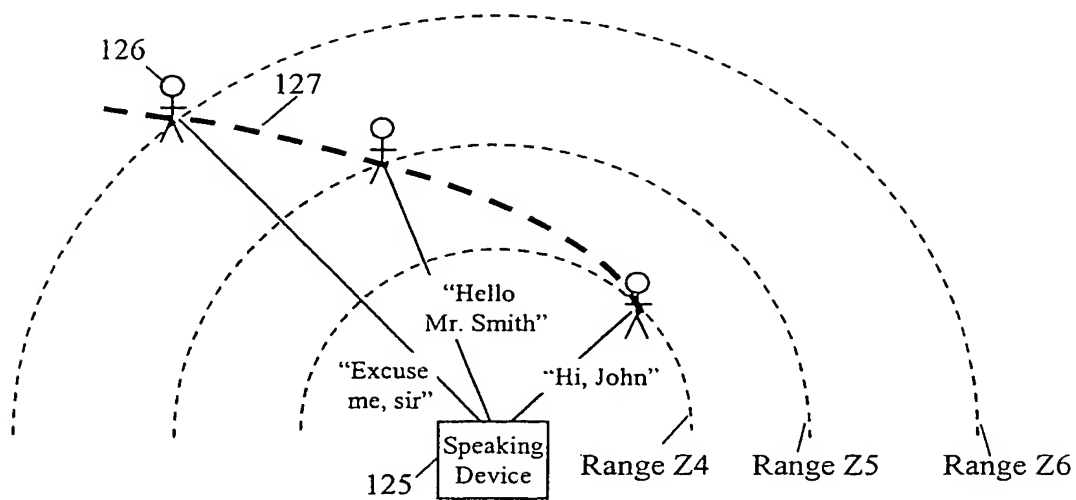 126
127
“Hello
Mr. Smith”
“Excuse
me, sir”
“Hi, John”
Speaking
Device
125
Range Z4
Range Z5
Range Z6